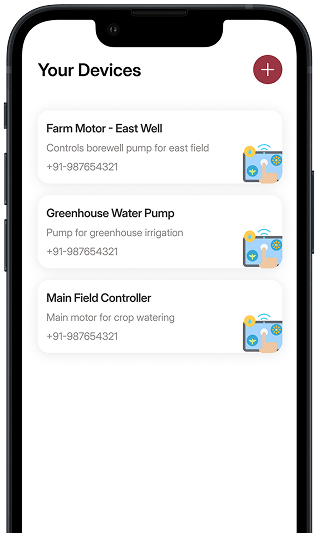 Your Devices
Farm Motor - East Well
Controls borewell pump for east field
+91-987654321
Greenhouse Water Pump
Pump for greenhouse irrigation
+91-987654321
Main Field Controller
Main motor for crop watering
+91-987654321